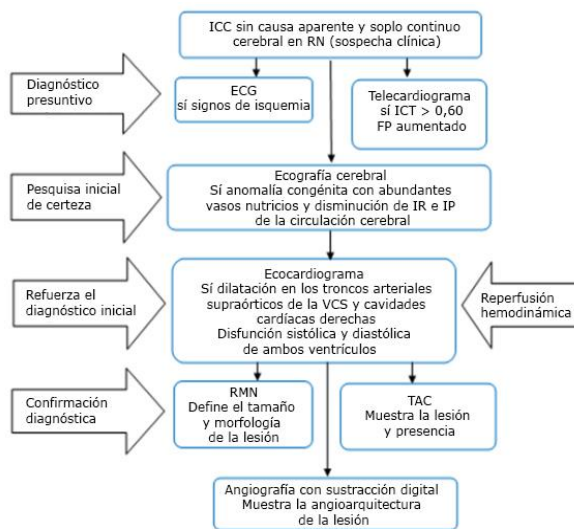 ICC sin causa aparente y soplo continuo
cerebral en RN (sospecha clínica)
Diagnóstico
presuntivo
ECG
sí signos de isquemia
Telecardiograma
sí ICT > 0,60
FP aumentado
Pesquisa inicial
de certeza
Ecografía cerebral
Sí anomalía congénita con abundantes
vasos nutricios y disminución de IR e IP
de la circulación cerebral
Refuerza el
diagnóstico inicial
Ecocardiograma
Sí dilatación en los troncos arteriales
supraórticos de la VCS y cavidades
cardíacas derechas
Disfunción sistólica y diastólica
de ambos ventrículos
Reperfusión
hemodinámica
Confirmación
diagnóstica
RMN
Define el tamaño
y morfología
de la lesión
TAC
Muestra la lesión
y presencia
Angiografía con sustracción digital
Muestra la angioarquitectura
de la lesión